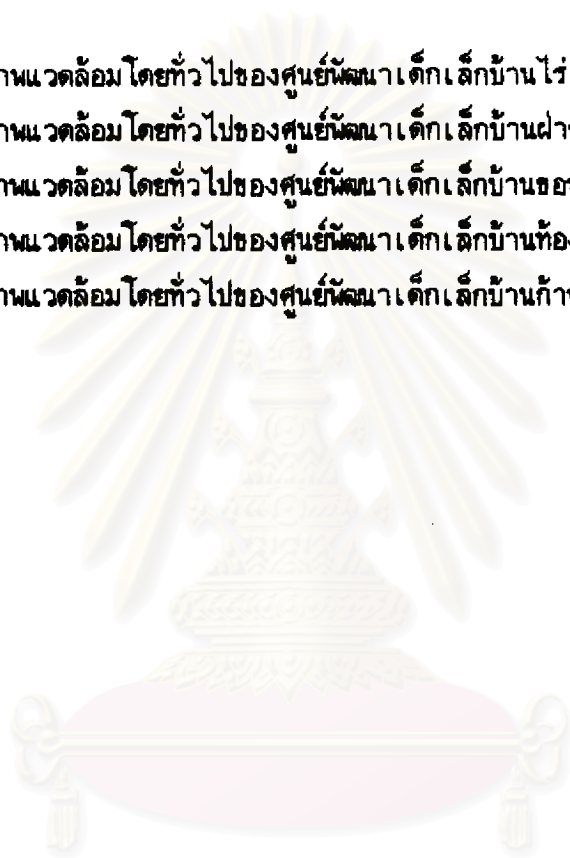 าพแวดล้อมโดยทั่วไปของศูนย์พัฒนาเด็กเล็กบ้านไร่
าพแวดล้อมโดยทั่วไปของศูนย์พัฒนาเด็กเล็กบ้านฝา
าพแวดล้อมโดยทั่วไปของศูนย์พัฒนาเด็กเล็กบ้านขอ
าพแวดล้อมโดยทั่วไปของศูนย์พัฒนาเด็กเล็กบ้านท้อ
าพแวดล้อมโดยทั่วไปของศูนย์พัฒนาเด็กเล็กบ้านก้า